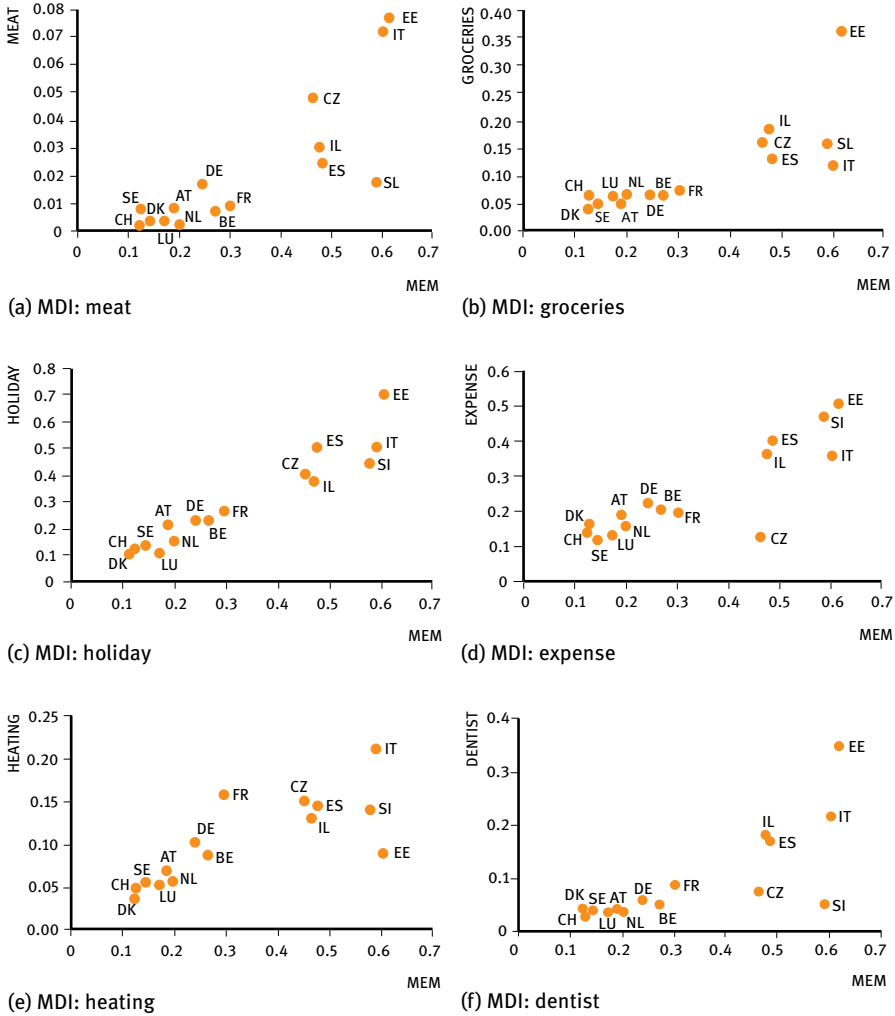 MEAT
0.08
0.07
0.06
0.05
0.04
0.03
0.02
0.01
0
EE
IT
CZ
IL
ES
SL
DE
SE
DK
AT
FR
CH
NL
BE
LU
0 0.1 0.2 0.3 0.4 0.5 0.6 0.7
MEM
(a) MDI: meat
GROCERIES
0.40
0.35
0.30
0.25
0.20
0.15
0.10
0.05
0.00
EE
IL
CZ
SL
ES
IT
CH
LU
NL
BE
FR
DK
SE
AT
DE
0 0.1 0.2 0.3 0.4 0.5 0.6 0.7
MEM
(b) MDI: groceries
HOLIDAY
0.8
0.7
0.6
0.5
0.4
0.3
0.2
0.1
0
EE
ES
IT
CZ
SI
IL
AT
DE
FR
SE
BE
CH
NL
DK
LU
0 0.1 0.2 0.3 0.4 0.5 0.6 0.7
MEM
(c) MDI: holiday
EXPENSE
0.6
0.5
0.4
0.3
0.2
0.1
0
EE
SI
ES
IL
IT
DE
BE
AT
FR
DK
NL
CH
LU
SE
CZ
0 0.1 0.2 0.3 0.4 0.5 0.6 0.7
MEM
(d) MDI: expense
HEATING
0.25
0.20
0.15
0.10
0.05
0.00
IT
FR
CZ
ES
SI
IL
DE
BE
EE
AT
SE
CH
NL
LU
DK
0 0.1 0.2 0.3 0.4 0.5 0.6 0.7
MEM
(e) MDI: heating
DENTIST
0.4
0.3
0.2
0.1
0
EE
IT
IL
ES
FR
CZ
SI
DK
SE
AT
DE
BE
CH
LU
NL
0 0.1 0.2 0.3 0.4 0.5 0.6 0.7
MEM
(f) MDI: dentist